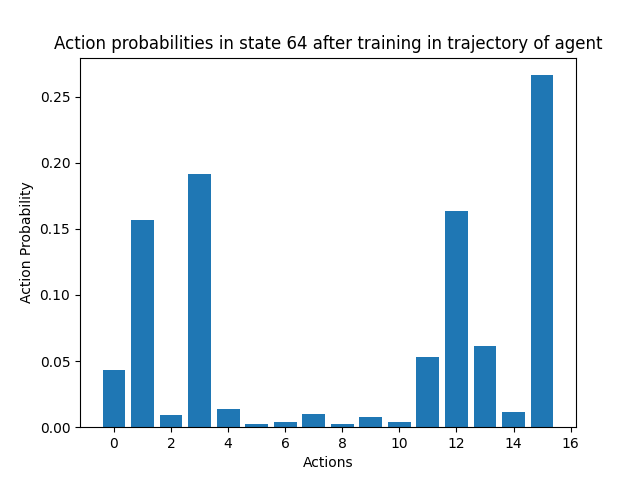 Action probabilities in state 64 after training in trajectory of agent
0.25
0.20
0.15
0.10
0.05
0.00
Action Probability
0 2 4 6 8 10 12 14 16
Actions